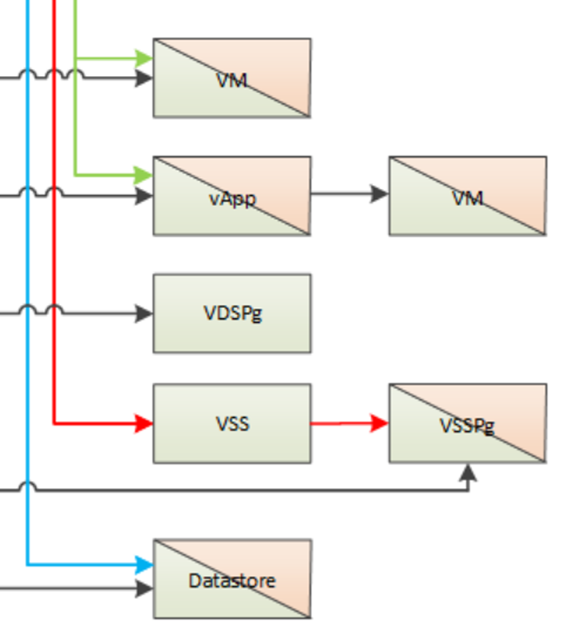 VM
vApp
VM
VDSPg
VSS
VSSPg
Datastore